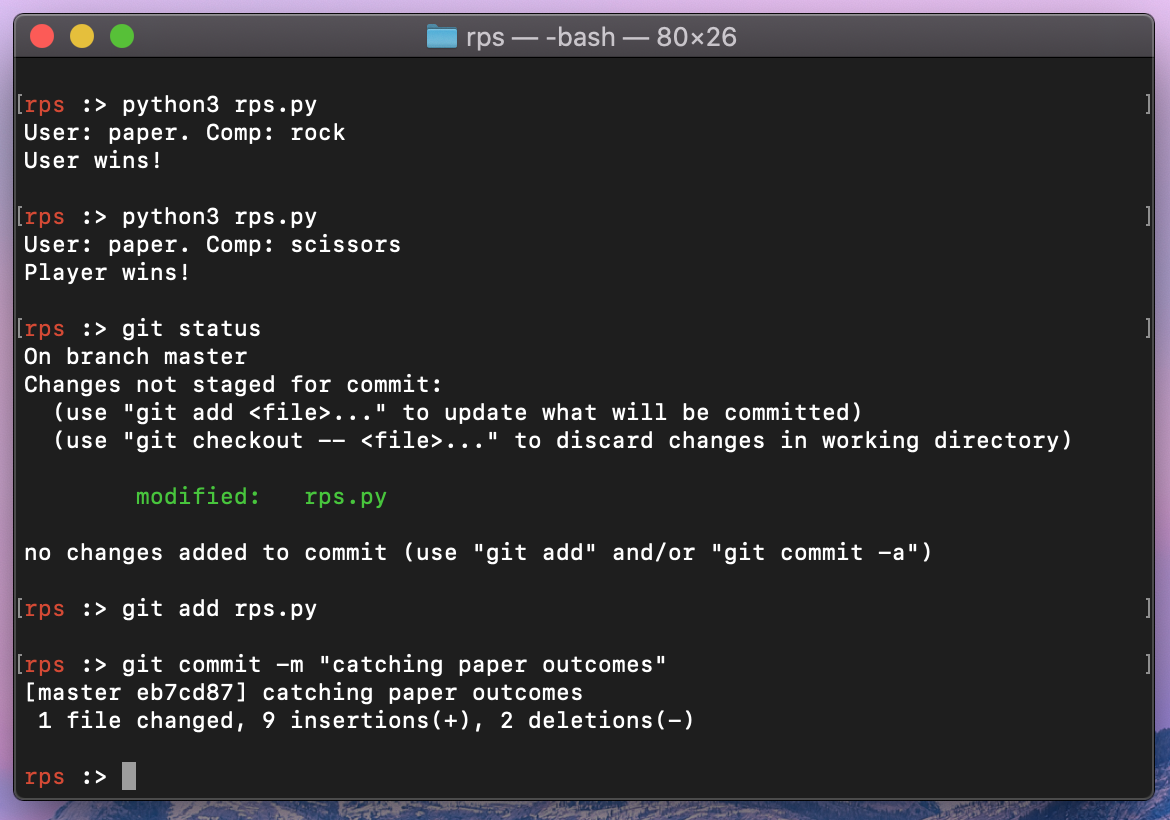 rps — -bash — 80×26
[rps :> python3 rps.py ]
User: paper. Comp: rock
User wins!
[rps :> python3 rps.py ]
User: paper. Comp: scissors
Player wins!
[rps :> git status ]
On branch master
Changes not staged for commit:
  (use "git add <file>..." to update what will be committed)
  (use "git checkout -- <file>..." to discard changes in working directory)
        modified:   rps.py
no changes added to commit (use "git add" and/or "git commit -a")
[rps :> git add rps.py ]
[rps :> git commit -m "catching paper outcomes" ]
[master eb7cd87] catching paper outcomes
 1 file changed, 9 insertions(+), 2 deletions(-)
rps :>